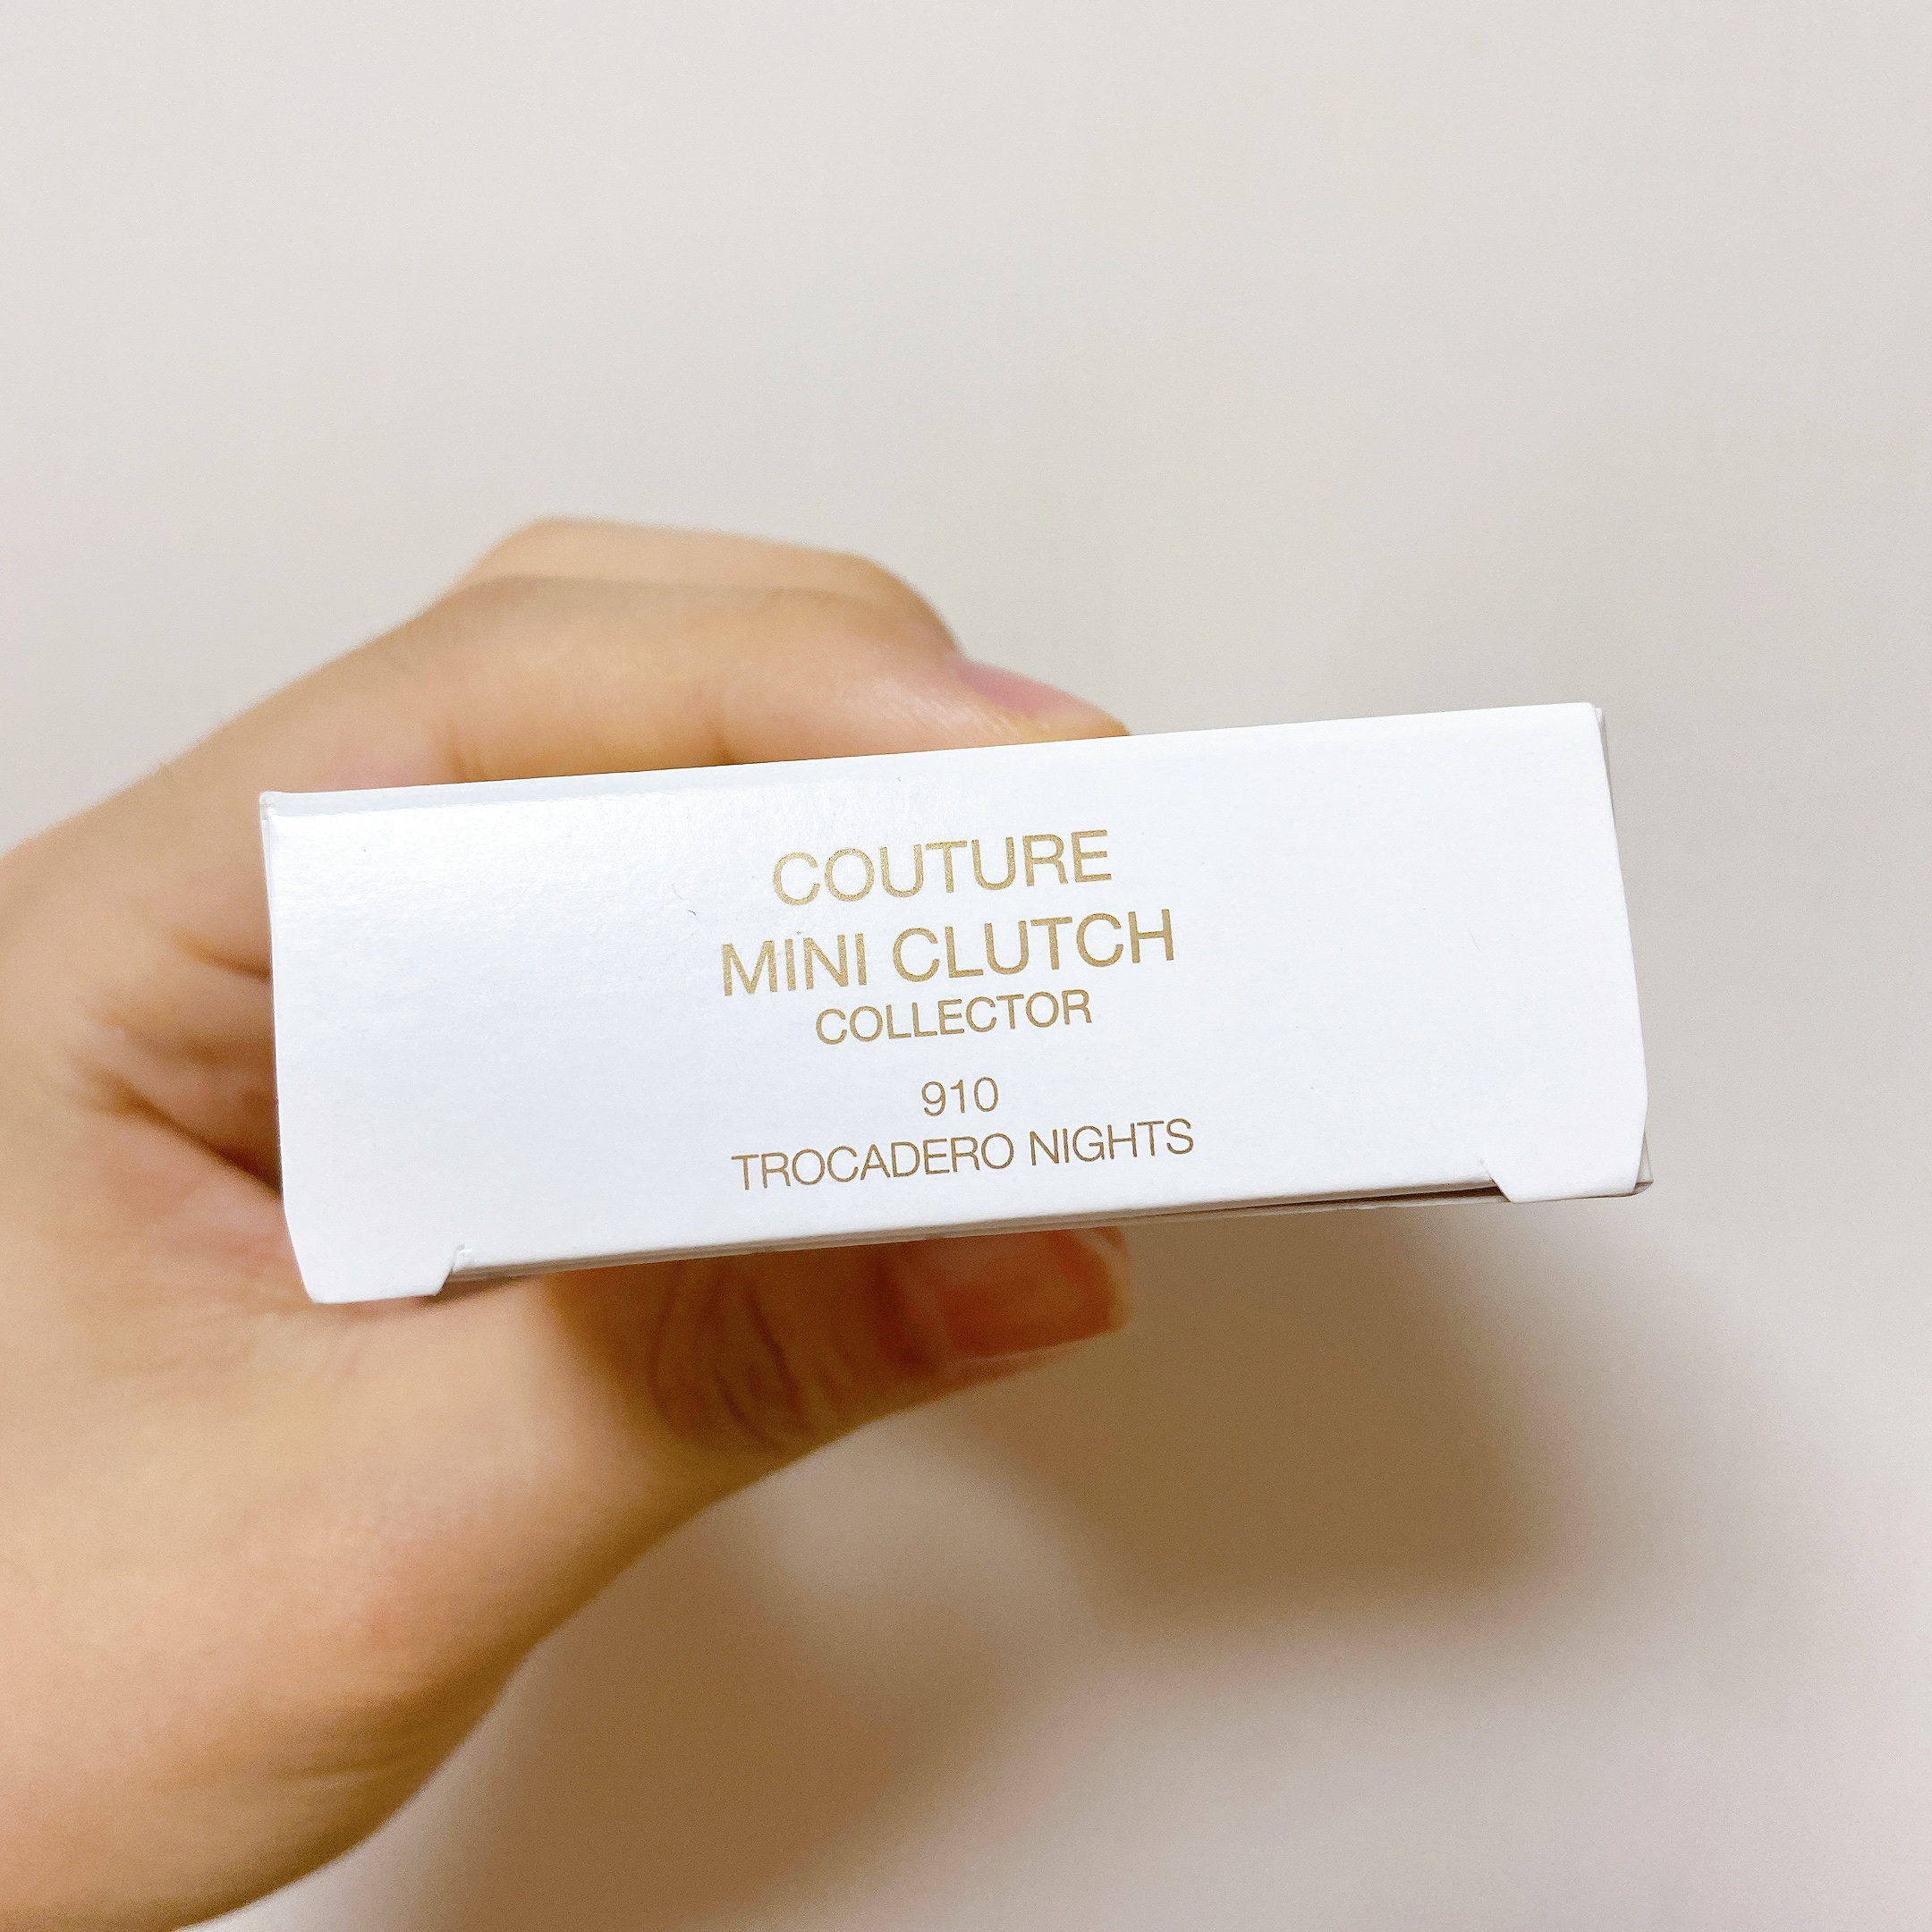 COUTURE
MINI CLUTCH
COLLECTOR
910
TROCADERO NIGHTS